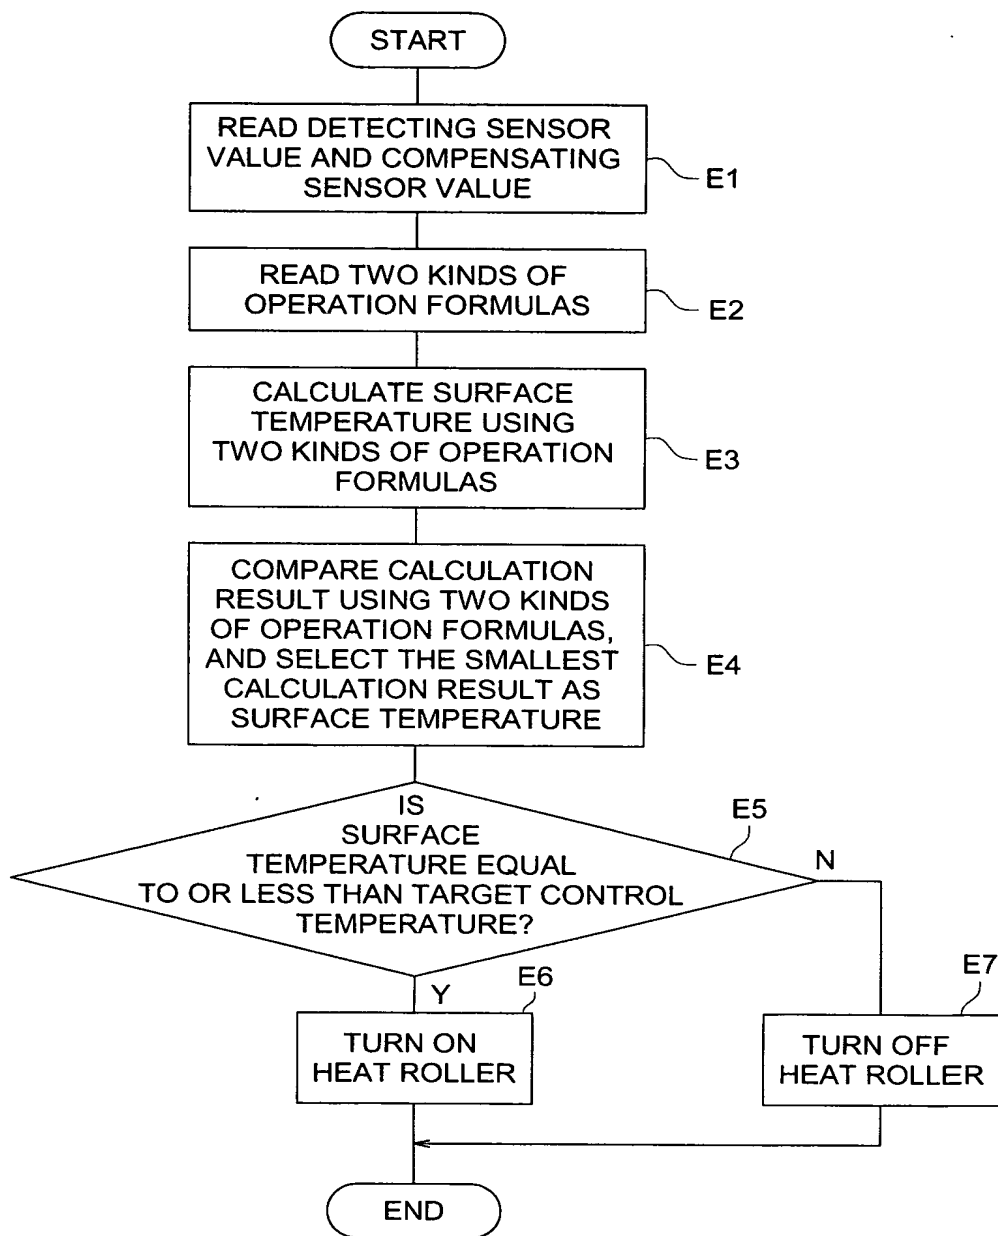 START
READ DETECTING SENSOR
VALUE AND COMPENSATING
SENSOR VALUE
E1
READ TWO KINDS OF
OPERATION FORMULAS
E2
CALCULATE SURFACE
TEMPERATURE USING
TWO KINDS OF OPERATION
FORMULAS
E3
COMPARE CALCULATION
RESULT USING TWO KINDS
OF OPERATION FORMULAS,
AND SELECT THE SMALLEST
CALCULATION RESULT AS
SURFACE TEMPERATURE
E4
IS
SURFACE
TEMPERATURE EQUAL
TO OR LESS THAN TARGET CONTROL
TEMPERATURE?
E5
N
Y
E6
TURN ON
HEAT ROLLER
E7
TURN OFF
HEAT ROLLER
END